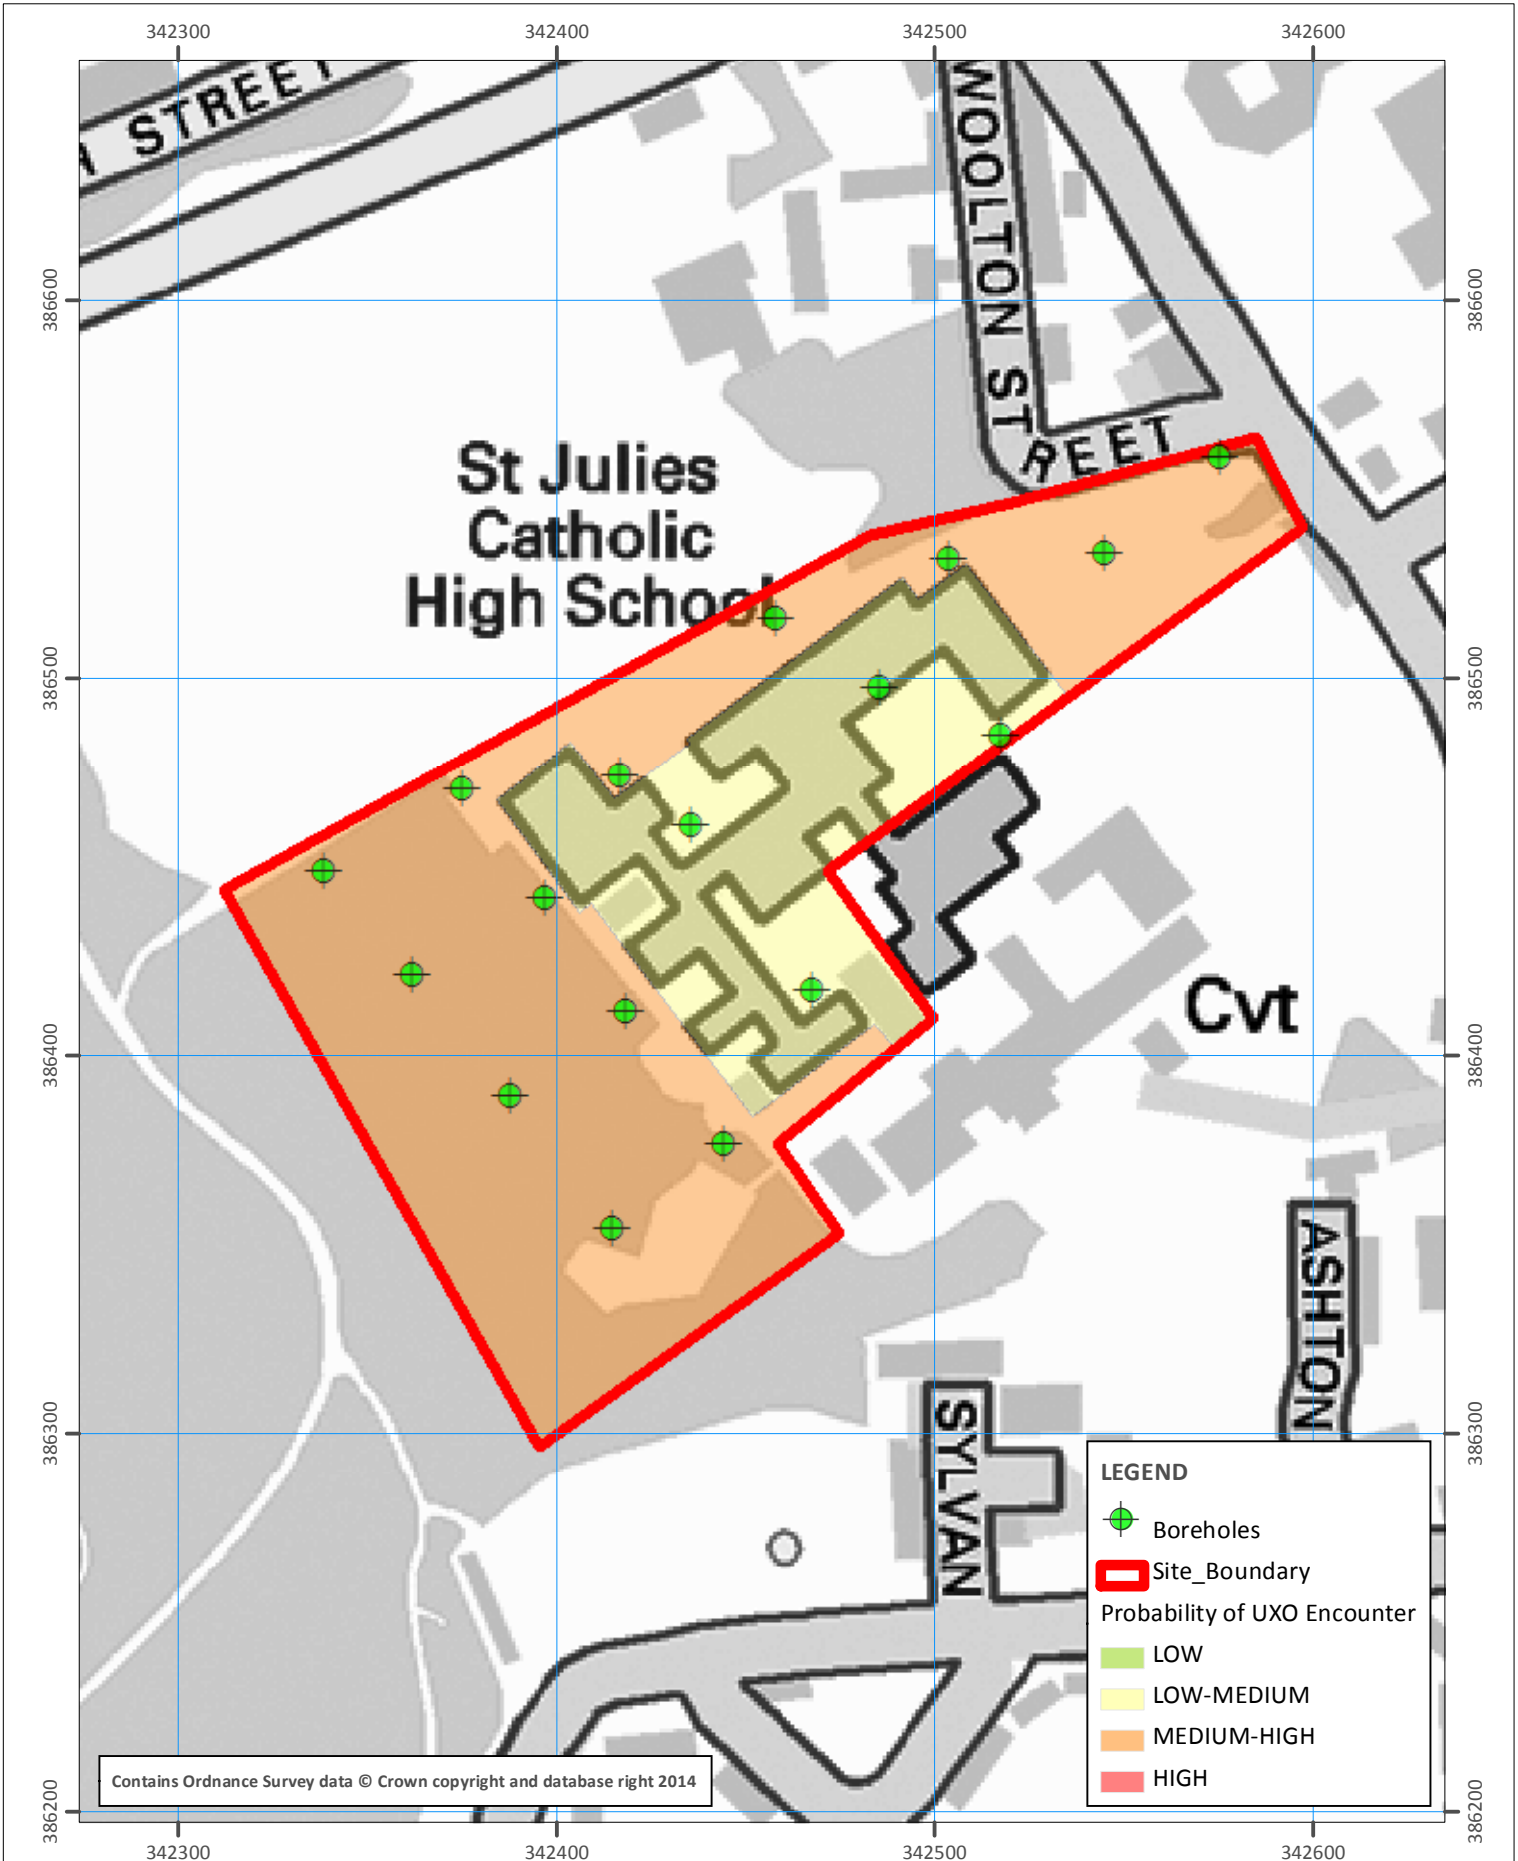 342300
342400
342500
342600
STREET
WOOLTON STREET
386600
386600
St Julies
Catholic
High School
386500
386500
Cvt
386400
386400
ASHTON
SYLVAN
386300
386300
LEGEND
Boreholes
Site_Boundary
Probability of UXO Encounter
LOW
LOW-MEDIUM
MEDIUM-HIGH
HIGH
Contains Ordnance Survey data © Crown copyright and database right 2014
386200
386200
342300
342400
342500
342600